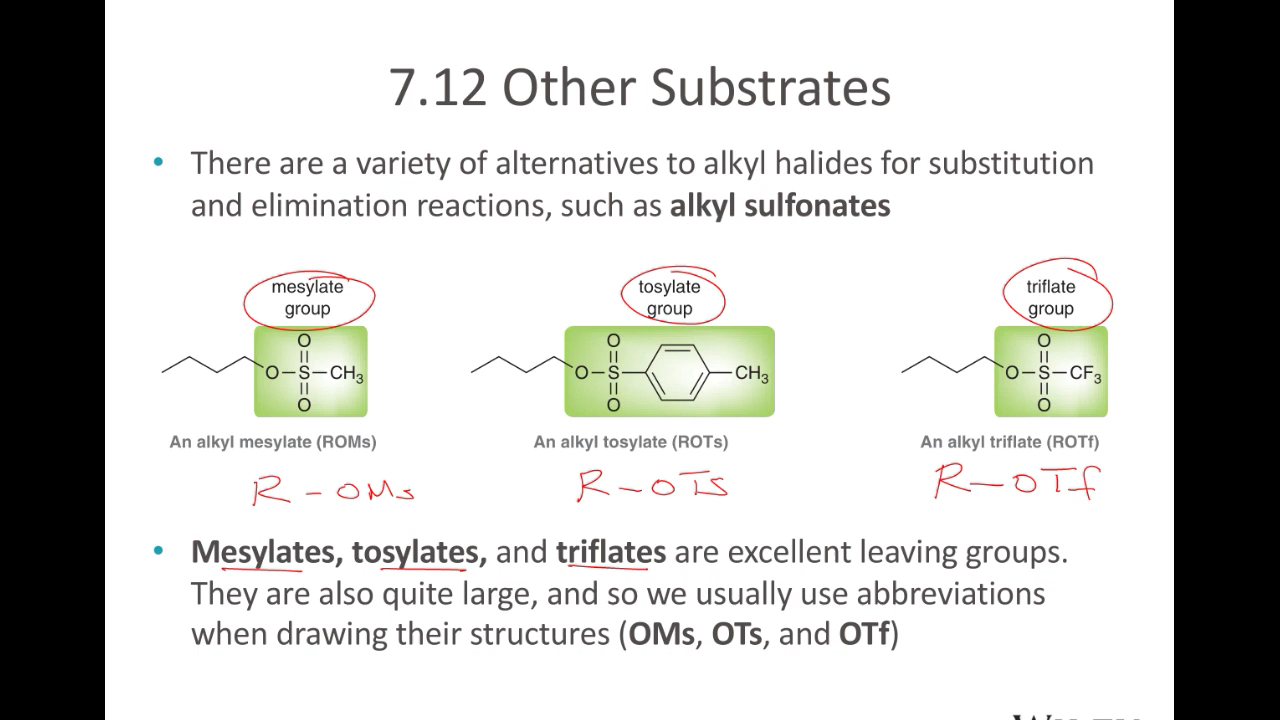 7.12 Other Substrates
• There are a variety of alternatives to alkyl halides for substitution
and elimination reactions, such as alkyl sulfonates
mesylate
group
O
O–S–CH₃
O
An alkyl mesylate (ROMs)
R – OMs
tosylate
group
O
O–S
CH₃
O
An alkyl tosylate (ROTs)
R – OTs
triflate
group
O
O–S–CF₃
O
An alkyl triflate (ROTf)
R – OTf
• Mesylates, tosylates, and triflates are excellent leaving groups.
They are also quite large, and so we usually use abbreviations
when drawing their structures (OMs, OTs, and OTf)